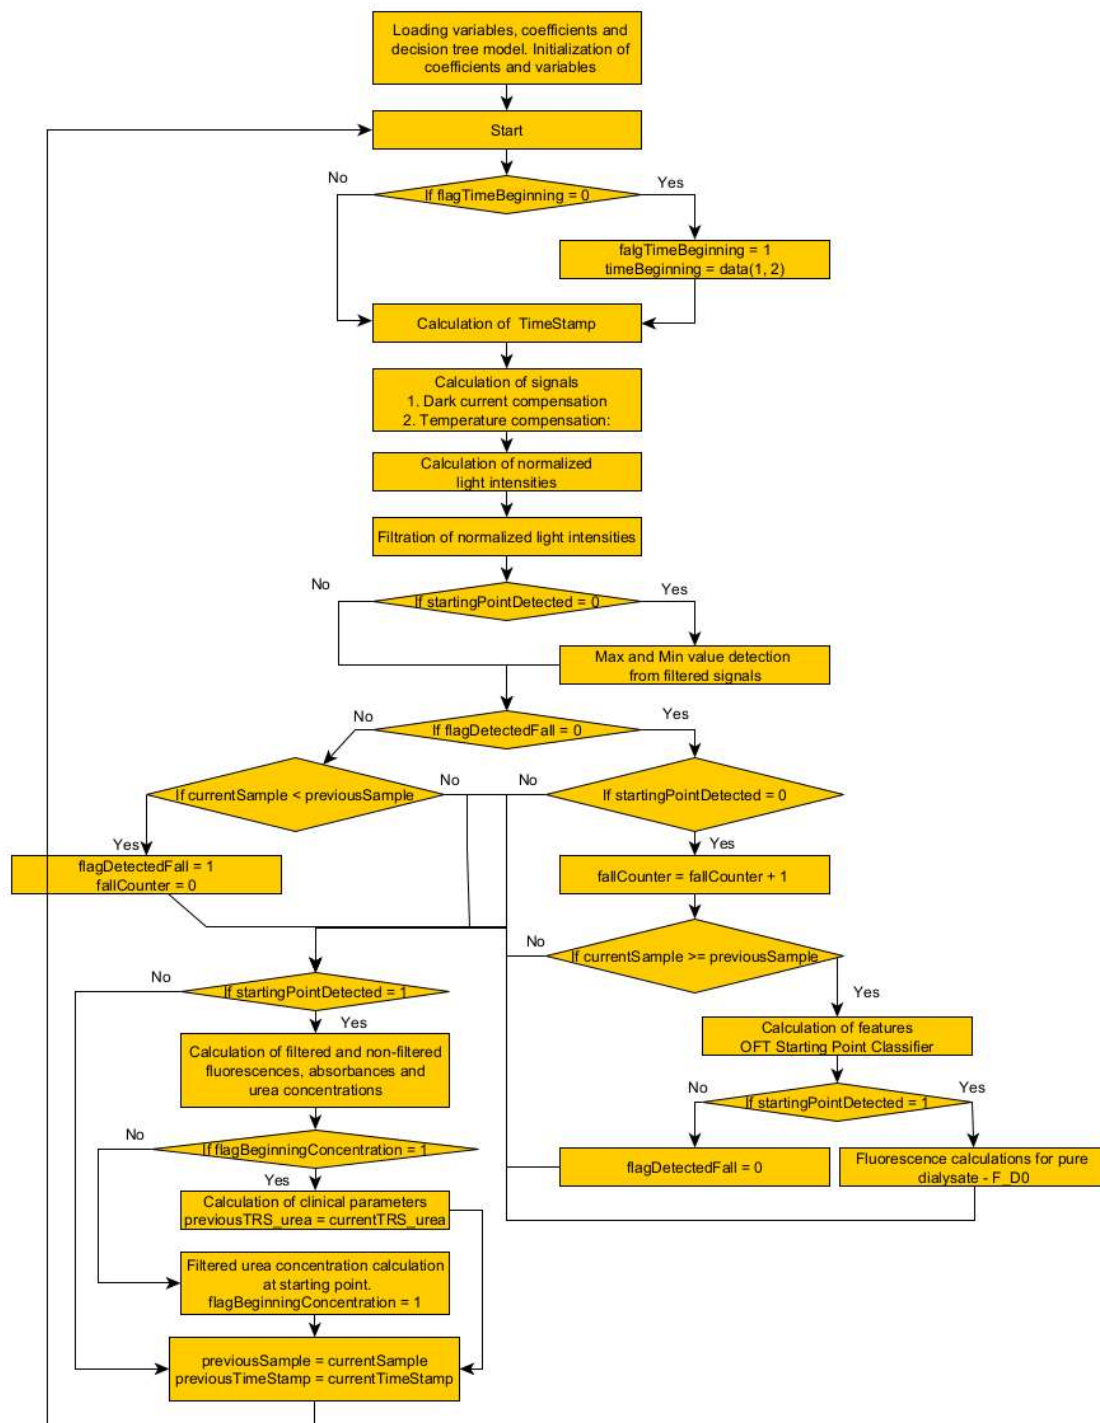 Loading variables, coefficients and
decision tree model. Initialization of
coefficients and variables
Start
No
If flagTimeBeginning = 0
Yes
falgTimeBeginning = 1
timeBeginning = data(1, 2)
Calculation of TimeStamp
Calculation of signals
1. Dark current compensation
2. Temperature compensation:
Calculation of normalized
light intensities
Filtration of normalized light intensities
No
If startingPointDetected = 0
Yes
Max and Min value detection
from filtered signals
No
If flagDetectedFall = 0
Yes
If currentSample < previousSample
No
No
If startingPointDetected = 0
Yes
Yes
flagDetectedFall = 1
fallCounter = 0
fallCounter = fallCounter + 1
No
If currentSample >= previousSample
Yes
No
If startingPointDetected = 1
Yes
Calculation of features
OFT Starting Point Classifier
Calculation of filtered and non-filtered
fluorescences, absorbances and
urea concentrations
No
If startingPointDetected = 1
Yes
No
If flagBeginningConcentration = 1
Yes
flagDetectedFall = 0
Fluorescence calculations for pure
dialysate - F_D0
Calculation of clinical parameters
previousTRS_urea = currentTRS_urea
Filtered urea concentration calculation
at starting point.
flagBeginningConcentration = 1
previousSample = currentSample
previousTimeStamp = currentTimeStamp